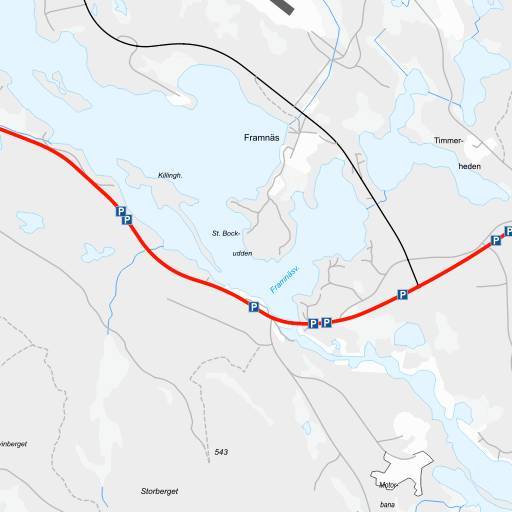 Framnäs
Timmer-
heden
Killingh.
P
P
St. Bock-
udden
P
P
Framnäsv.
P
P
P
P
543
Storberget
Motor-
bana